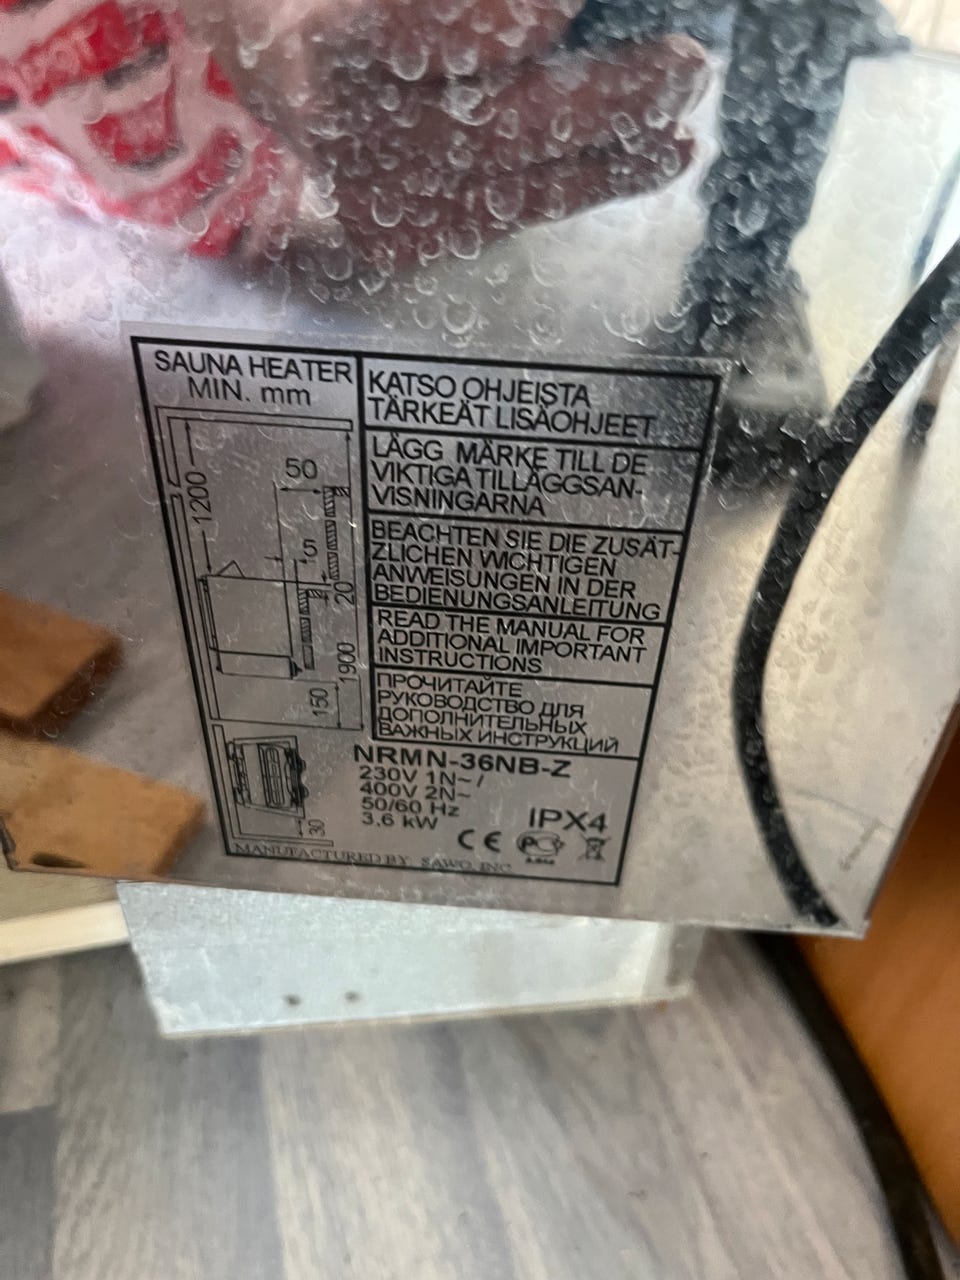 SAUNA HEATER
MIN. mm
1200
50
5
20
1900
150
30
KATSO OHJEISTA
TÄRKEÄT LISÄOHJEET
LÄGG MÄRKE TILL DE
VIKTIGA TILLÄGGSAN-
VISNINGARNA
BEACHTEN SIE DIE ZUSÄT-
ZLICHEN WICHTIGEN
ANWEISUNGEN IN DER
BEDIENUNGSANLEITUNG
READ THE MANUAL FOR
ADDITIONAL IMPORTANT
INSTRUCTIONS
ПРОЧИТАЙТЕ
РУКОВОДСТВО ДЛЯ
ДОПОЛНИТЕЛЬНЫХ
ВАЖНЫХ ИНСТРУКЦИЙ
NRMN-36NB-Z
230V 1N~ /
400V 2N~
50/60 Hz
3,6 kW
IPX4
CE
MANUFACTURED BY: SAWO, INC.